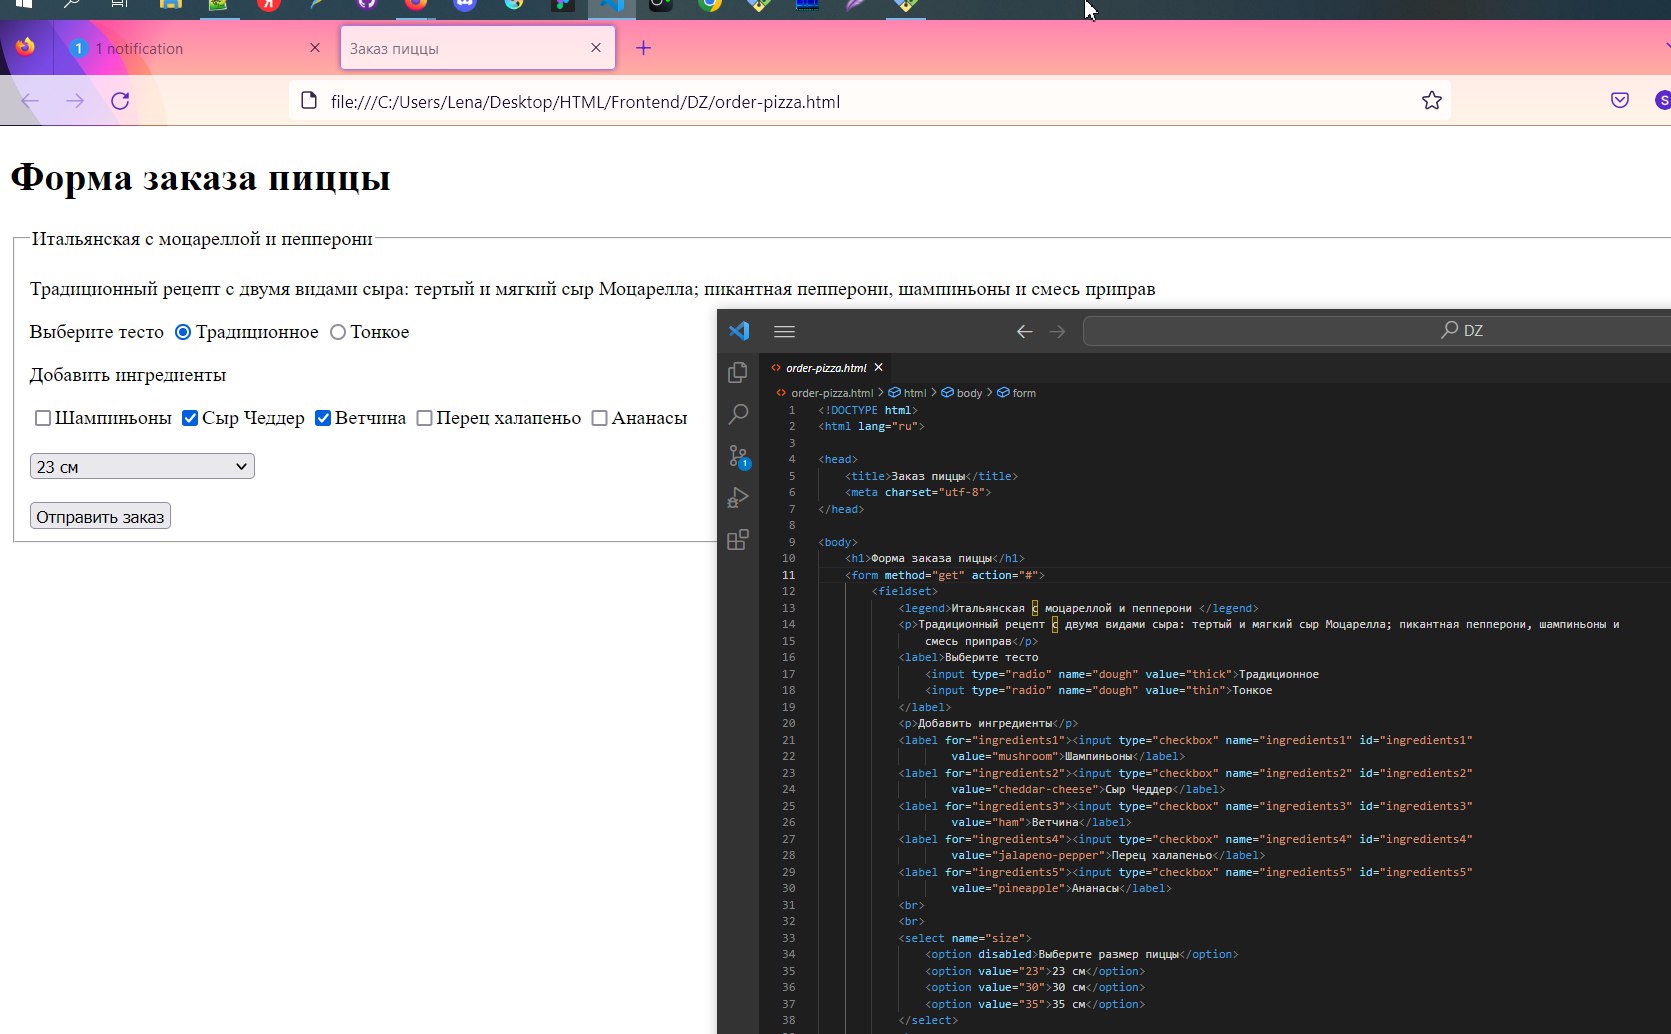 1 1 notification
Заказ пиццы
file:///C:/Users/Lena/Desktop/HTML/Frontend/DZ/order-pizza.html
S
Форма заказа пиццы
Итальянская с моцареллой и пепперони
Традиционный рецепт с двумя видами сыра: тертый и мягкий сыр Моцарелла; пикантная пепперони, шампиньоны и смесь приправ
Выберите тесто Традиционное Тонкое
Добавить ингредиенты
Шампиньоны Сыр Чеддер Ветчина Перец халапеньо Ананасы
23 см
Отправить заказ
DZ
order-pizza.html
order-pizza.html > html > body > form
1 <!DOCTYPE html>
2 <html lang="ru">
3
4 <head>
5 <title>Заказ пиццы</title>
6 <meta charset="utf-8">
7 </head>
8
9 <body>
10 <h1>Форма заказа пиццы</h1>
11 <form method="get" action="#">
12 <fieldset>
13 <legend>Итальянская с моцареллой и пепперони </legend>
14 <p>Традиционный рецепт с двумя видами сыра: тертый и мягкий сыр Моцарелла; пикантная пепперони, шампиньоны и
15 смесь приправ</p>
16 <label>Выберите тесто
17 <input type="radio" name="dough" value="thick">Традиционное
18 <input type="radio" name="dough" value="thin">Тонкое
19 </label>
20 <p>Добавить ингредиенты</p>
21 <label for="ingredients1"><input type="checkbox" name="ingredients1" id="ingredients1"
22 value="mushroom">Шампиньоны</label>
23 <label for="ingredients2"><input type="checkbox" name="ingredients2" id="ingredients2"
24 value="cheddar-cheese">Сыр Чеддер</label>
25 <label for="ingredients3"><input type="checkbox" name="ingredients3" id="ingredients3"
26 value="ham">Ветчина</label>
27 <label for="ingredients4"><input type="checkbox" name="ingredients4" id="ingredients4"
28 value="jalapeno-pepper">Перец халапеньо</label>
29 <label for="ingredients5"><input type="checkbox" name="ingredients5" id="ingredients5"
30 value="pineapple">Ананасы</label>
31 <br>
32 <br>
33 <select name="size">
34 <option disabled>Выберите размер пиццы</option>
35 <option value="23">23 см</option>
36 <option value="30">30 см</option>
37 <option value="35">35 см</option>
38 </select>
1